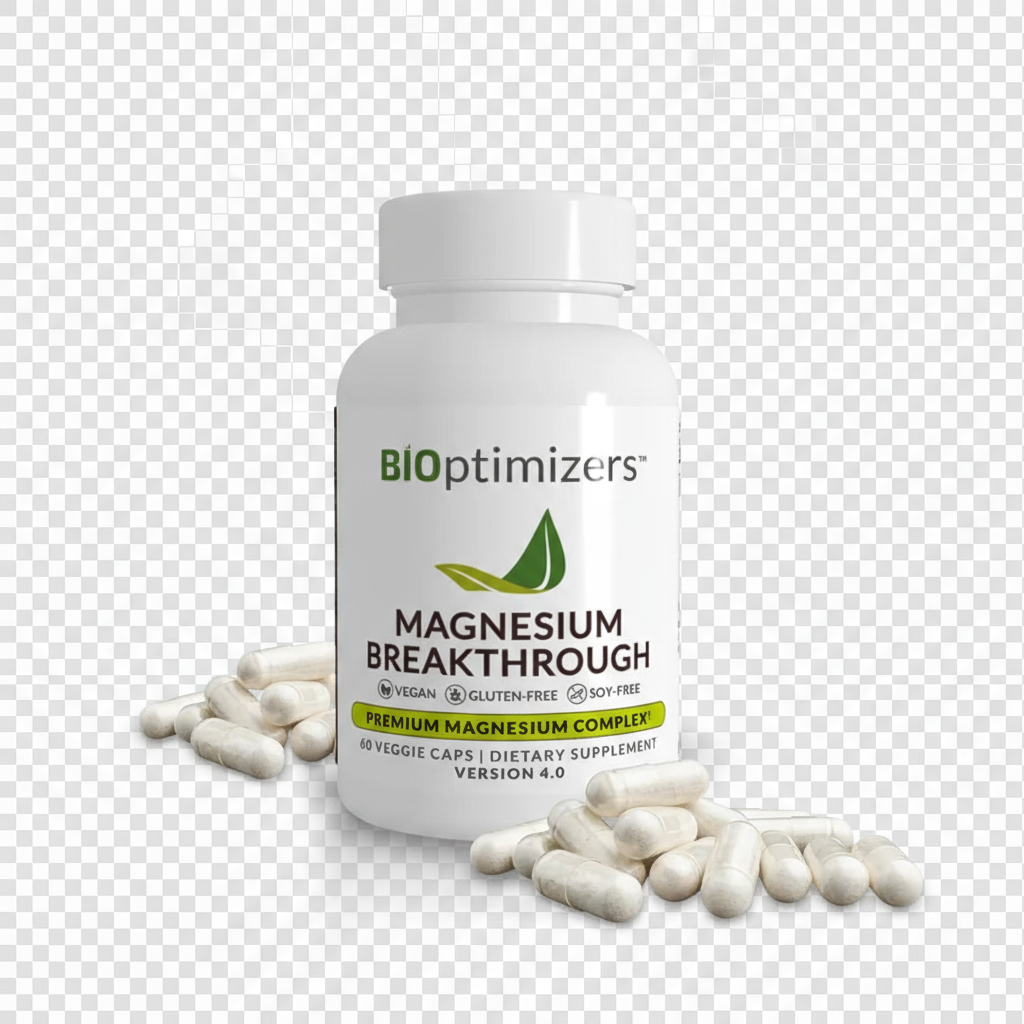 BiOptimizers™
MAGNESIUM
BREAKTHROUGH
VEGAN GLUTEN-FREE SOY-FREE
PREMIUM MAGNESIUM COMPLEX†
60 VEGGIE CAPS | DIETARY SUPPLEMENT
VERSION 4.0